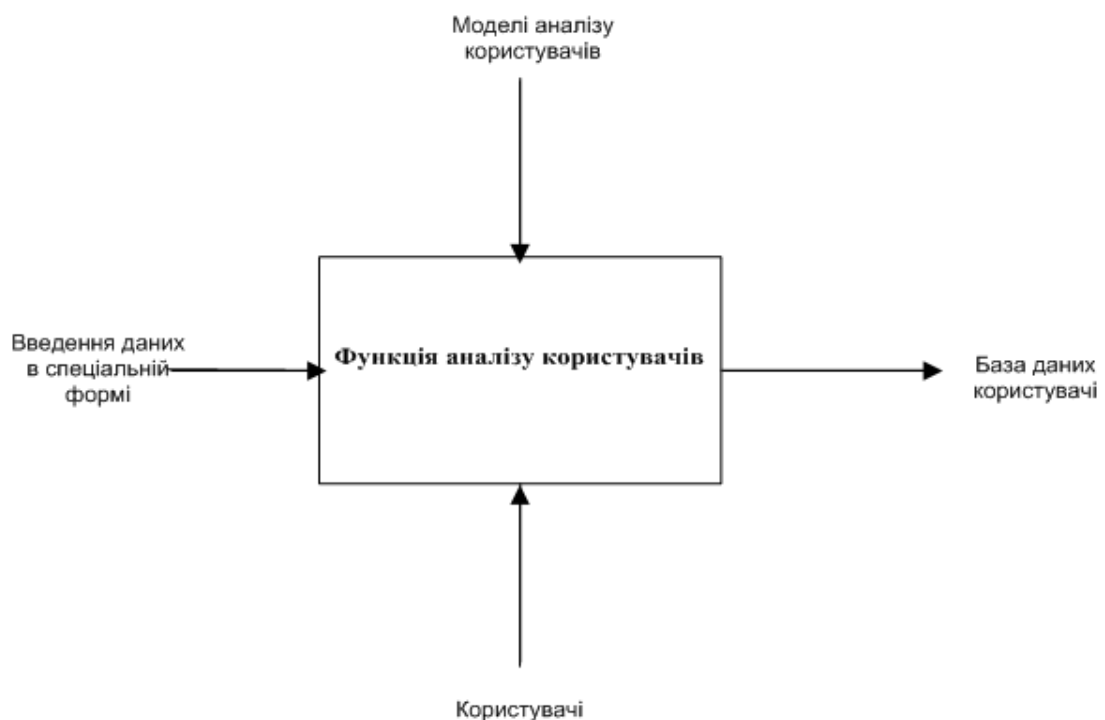 Моделі аналізу
користувачів
Введення даних
в спеціальній
формі
Функція аналізу користувачів
База даних
користувачі
Користувачі